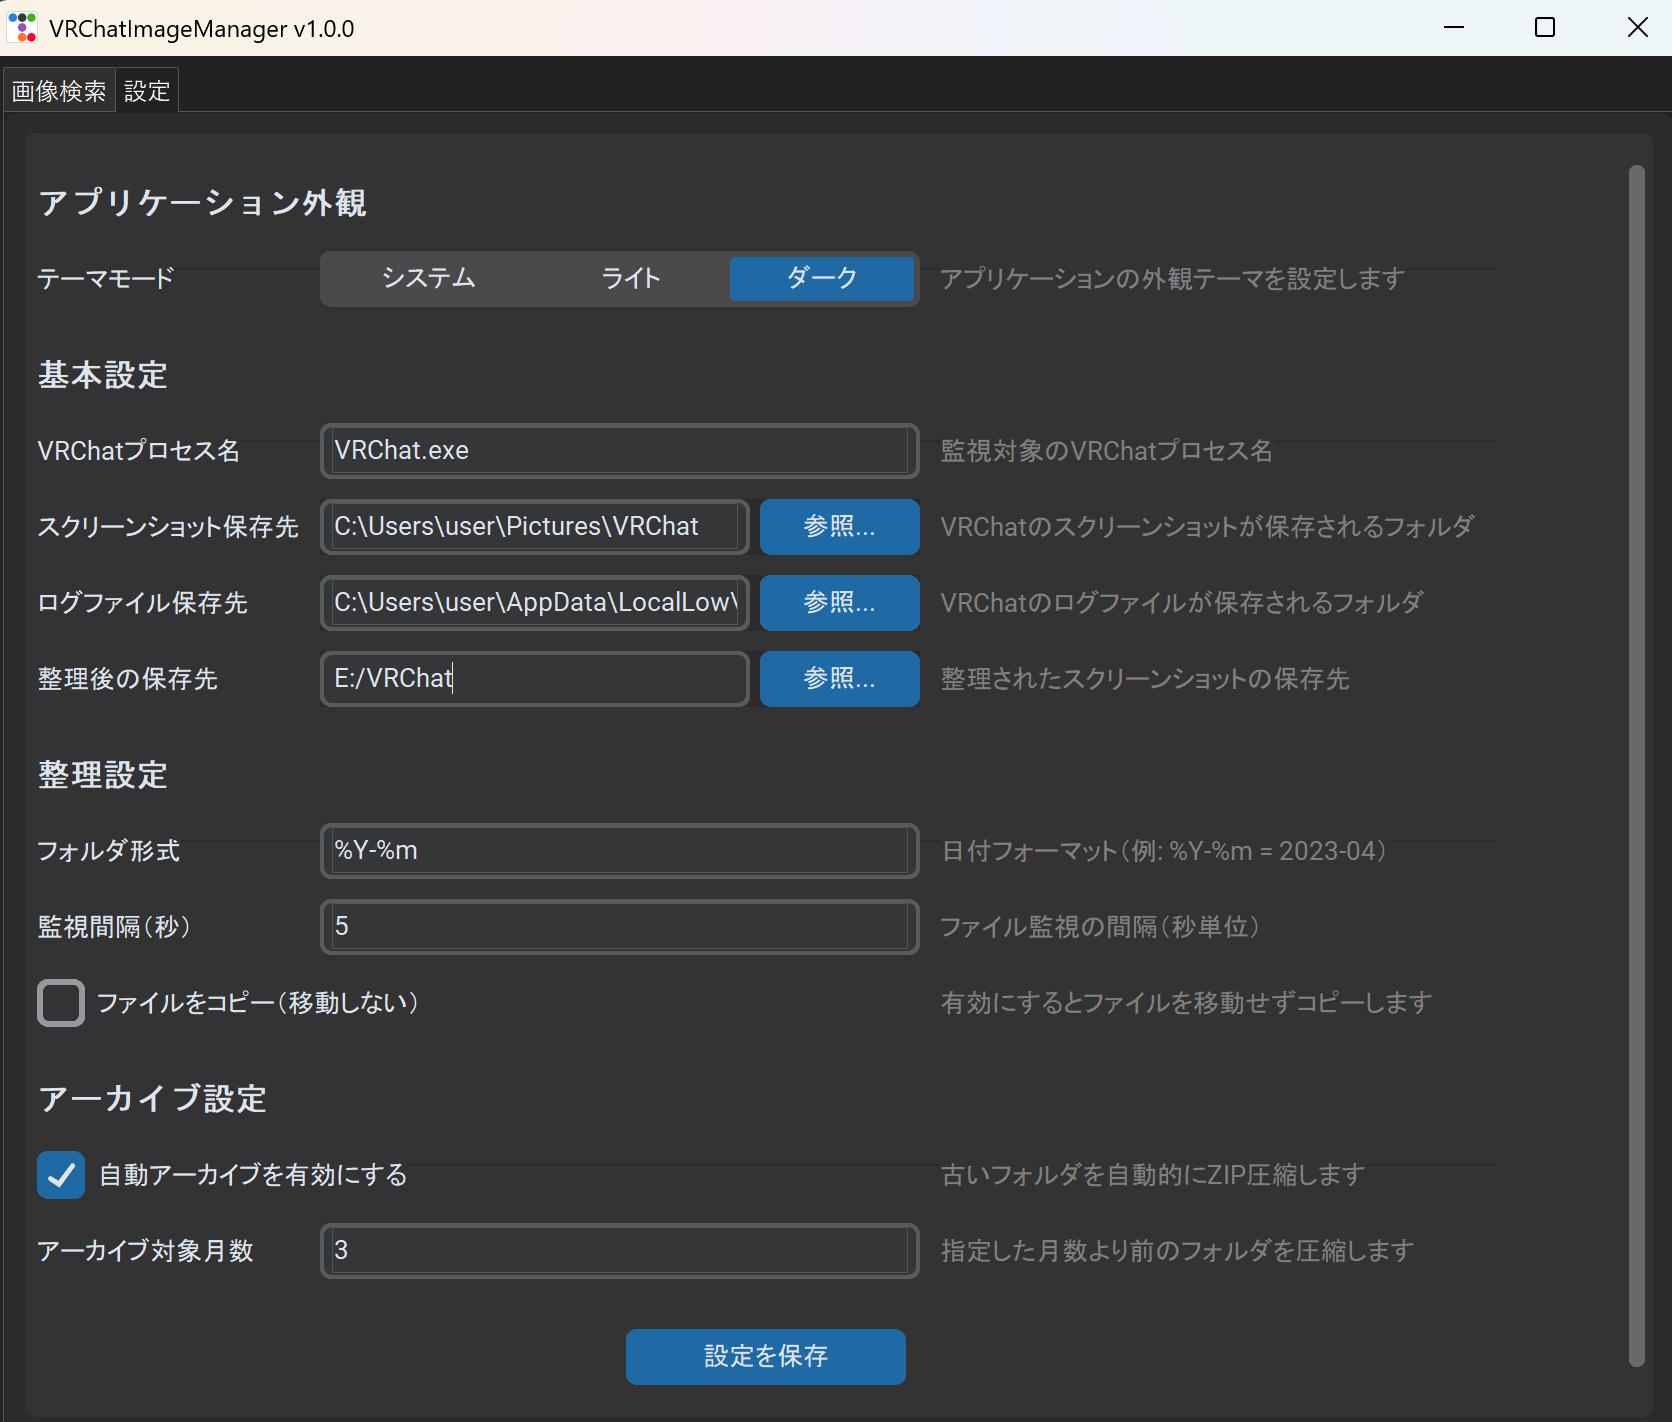 VRChatImageManager v1.0.0
画像検索 設定
アプリケーション外観
テーマモード システム ライト ダーク アプリケーションの外観テーマを設定します
基本設定
VRChatプロセス名 VRChat.exe 監視対象のVRChatプロセス名
スクリーンショット保存先 C:\Users\user\Pictures\VRChat 参照... VRChatのスクリーンショットが保存されるフォルダ
ログファイル保存先 C:\Users\user\AppData\LocalLow\ 参照... VRChatのログファイルが保存されるフォルダ
整理後の保存先 E:/VRChat 参照... 整理されたスクリーンショットの保存先
整理設定
フォルダ形式 %Y-%m 日付フォーマット（例: %Y-%m = 2023-04）
監視間隔（秒） 5 ファイル監視の間隔（秒単位）
ファイルをコピー（移動しない） 有効にするとファイルを移動せずコピーします
アーカイブ設定
自動アーカイブを有効にする 古いフォルダを自動的にZIP圧縮します
アーカイブ対象月数 3 指定した月数より前のフォルダを圧縮します
設定を保存